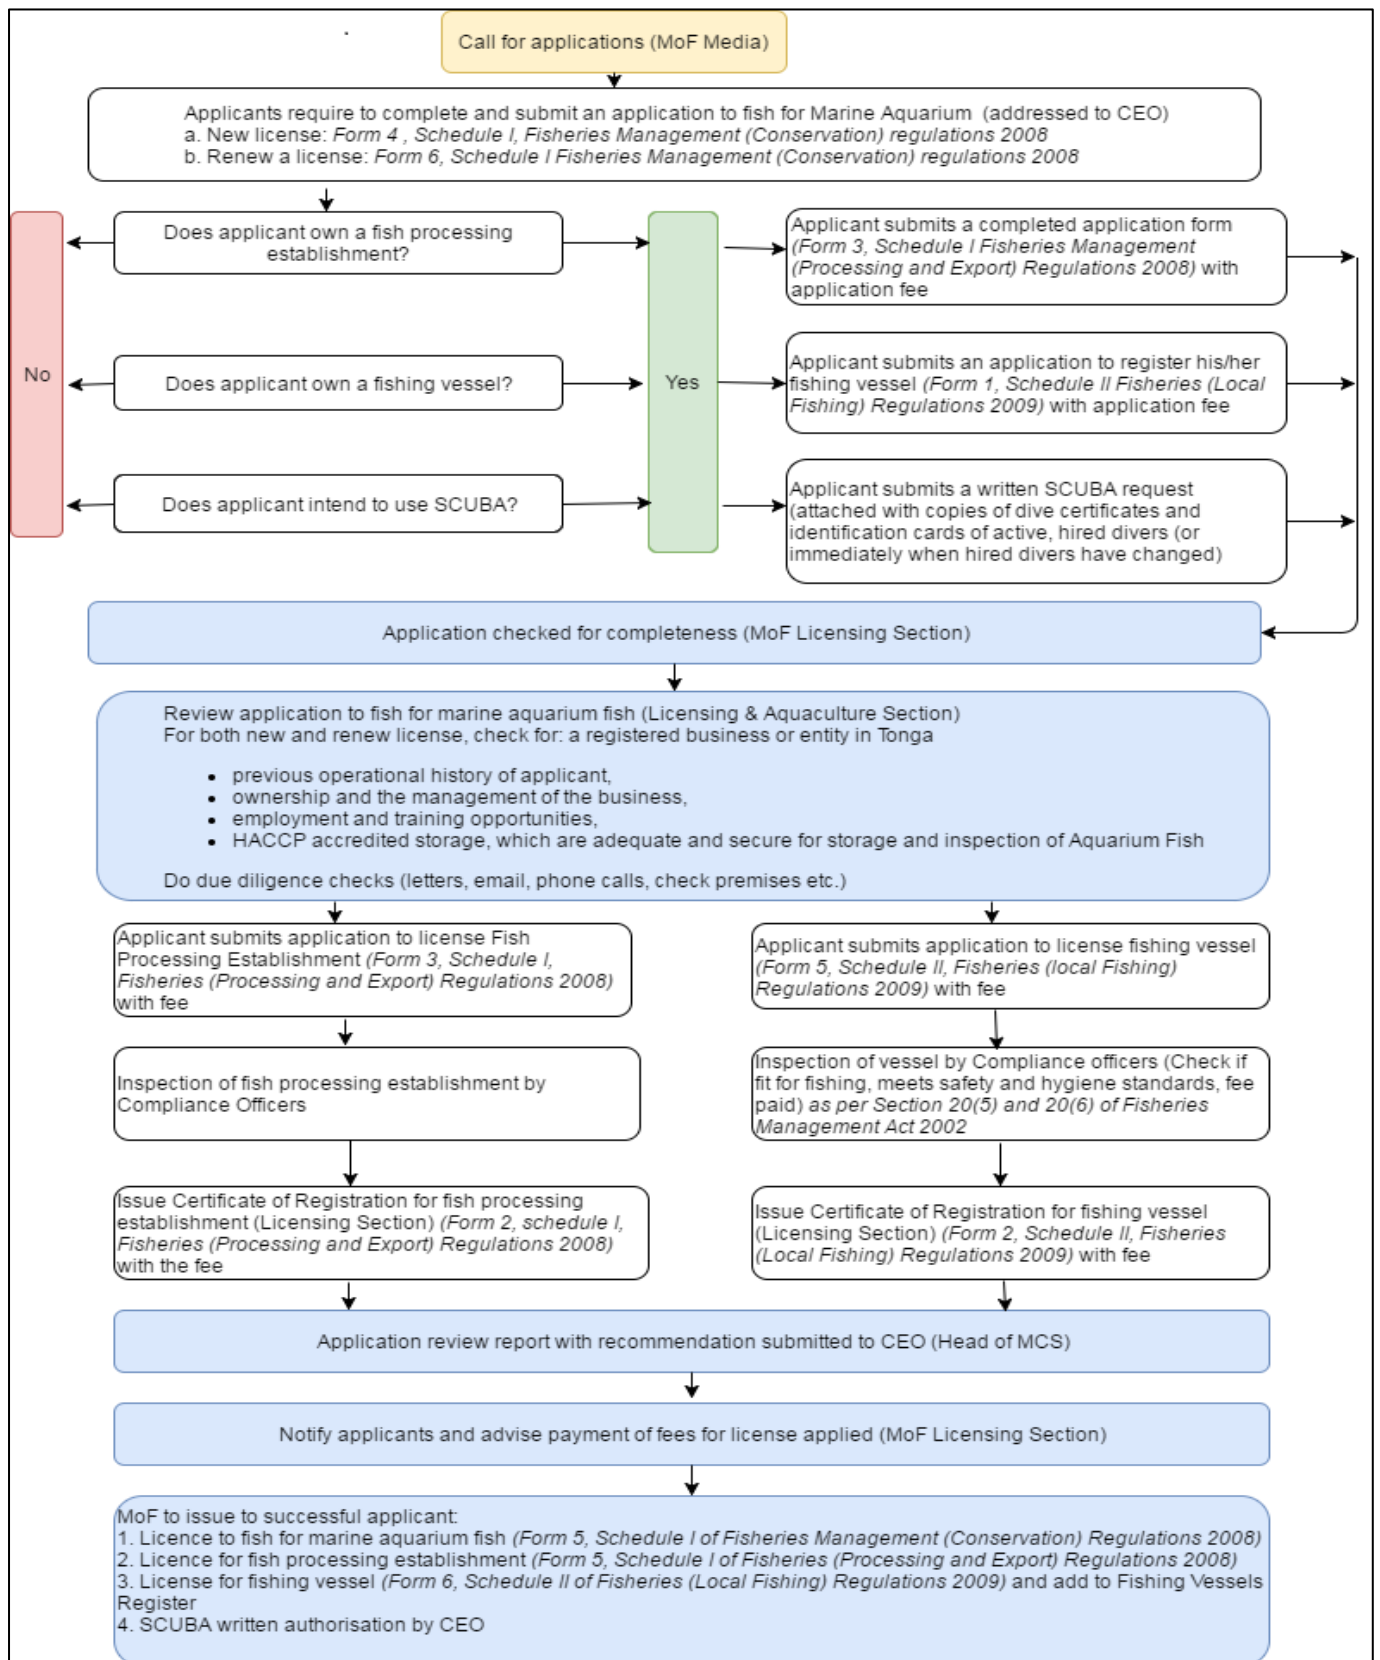 Call for applications (MoF Media)
Applicants require to complete and submit an application to fish for Marine Aquarium (addressed to CEO)
a. New license: Form 4 , Schedule I, Fisheries Management (Conservation) regulations 2008
b. Renew a license: Form 6, Schedule I Fisheries Management (Conservation) regulations 2008
No
Does applicant own a fish processing
establishment?
Does applicant own a fishing vessel?
Does applicant intend to use SCUBA?
Yes
Applicant submits a completed application form
(Form 3, Schedule I Fisheries Management
(Processing and Export) Regulations 2008) with
application fee
Applicant submits an application to register his/her
fishing vessel (Form 1, Schedule II Fisheries (Local
Fishing) Regulations 2009) with application fee
Applicant submits a written SCUBA request
(attached with copies of dive certificates and
identification cards of active, hired divers (or
immediately when hired divers have changed)
Application checked for completeness (MoF Licensing Section)
Review application to fish for marine aquarium fish (Licensing & Aquaculture Section)
For both new and renew license, check for: a registered business or entity in Tonga
• previous operational history of applicant,
• ownership and the management of the business,
• employment and training opportunities,
• HACCP accredited storage, which are adequate and secure for storage and inspection of Aquarium Fish
Do due diligence checks (letters, email, phone calls, check premises etc.)
Applicant submits application to license Fish
Processing Establishment (Form 3, Schedule I,
Fisheries (Processing and Export) Regulations 2008)
with fee
Inspection of fish processing establishment by
Compliance Officers
Issue Certificate of Registration for fish processing
establishment (Licensing Section) (Form 2, schedule I,
Fisheries (Processing and Export) Regulations 2008)
with the fee
Applicant submits application to license fishing vessel
(Form 5, Schedule II, Fisheries (local Fishing)
Regulations 2009) with fee
Inspection of vessel by Compliance officers (Check if
fit for fishing, meets safety and hygiene standards, fee
paid) as per Section 20(5) and 20(6) of Fisheries
Management Act 2002
Issue Certificate of Registration for fishing vessel
(Licensing Section) (Form 2, Schedule II, Fisheries
(Local Fishing) Regulations 2009) with fee
Application review report with recommendation submitted to CEO (Head of MCS)
Notify applicants and advise payment of fees for license applied (MoF Licensing Section)
MoF to issue to successful applicant:
1. Licence to fish for marine aquarium fish (Form 5, Schedule I of Fisheries Management (Conservation) Regulations 2008)
2. Licence for fish processing establishment (Form 5, Schedule I of Fisheries (Processing and Export) Regulations 2008)
3. License for fishing vessel (Form 6, Schedule II of Fisheries (Local Fishing) Regulations 2009) and add to Fishing Vessels
Register
4. SCUBA written authorisation by CEO